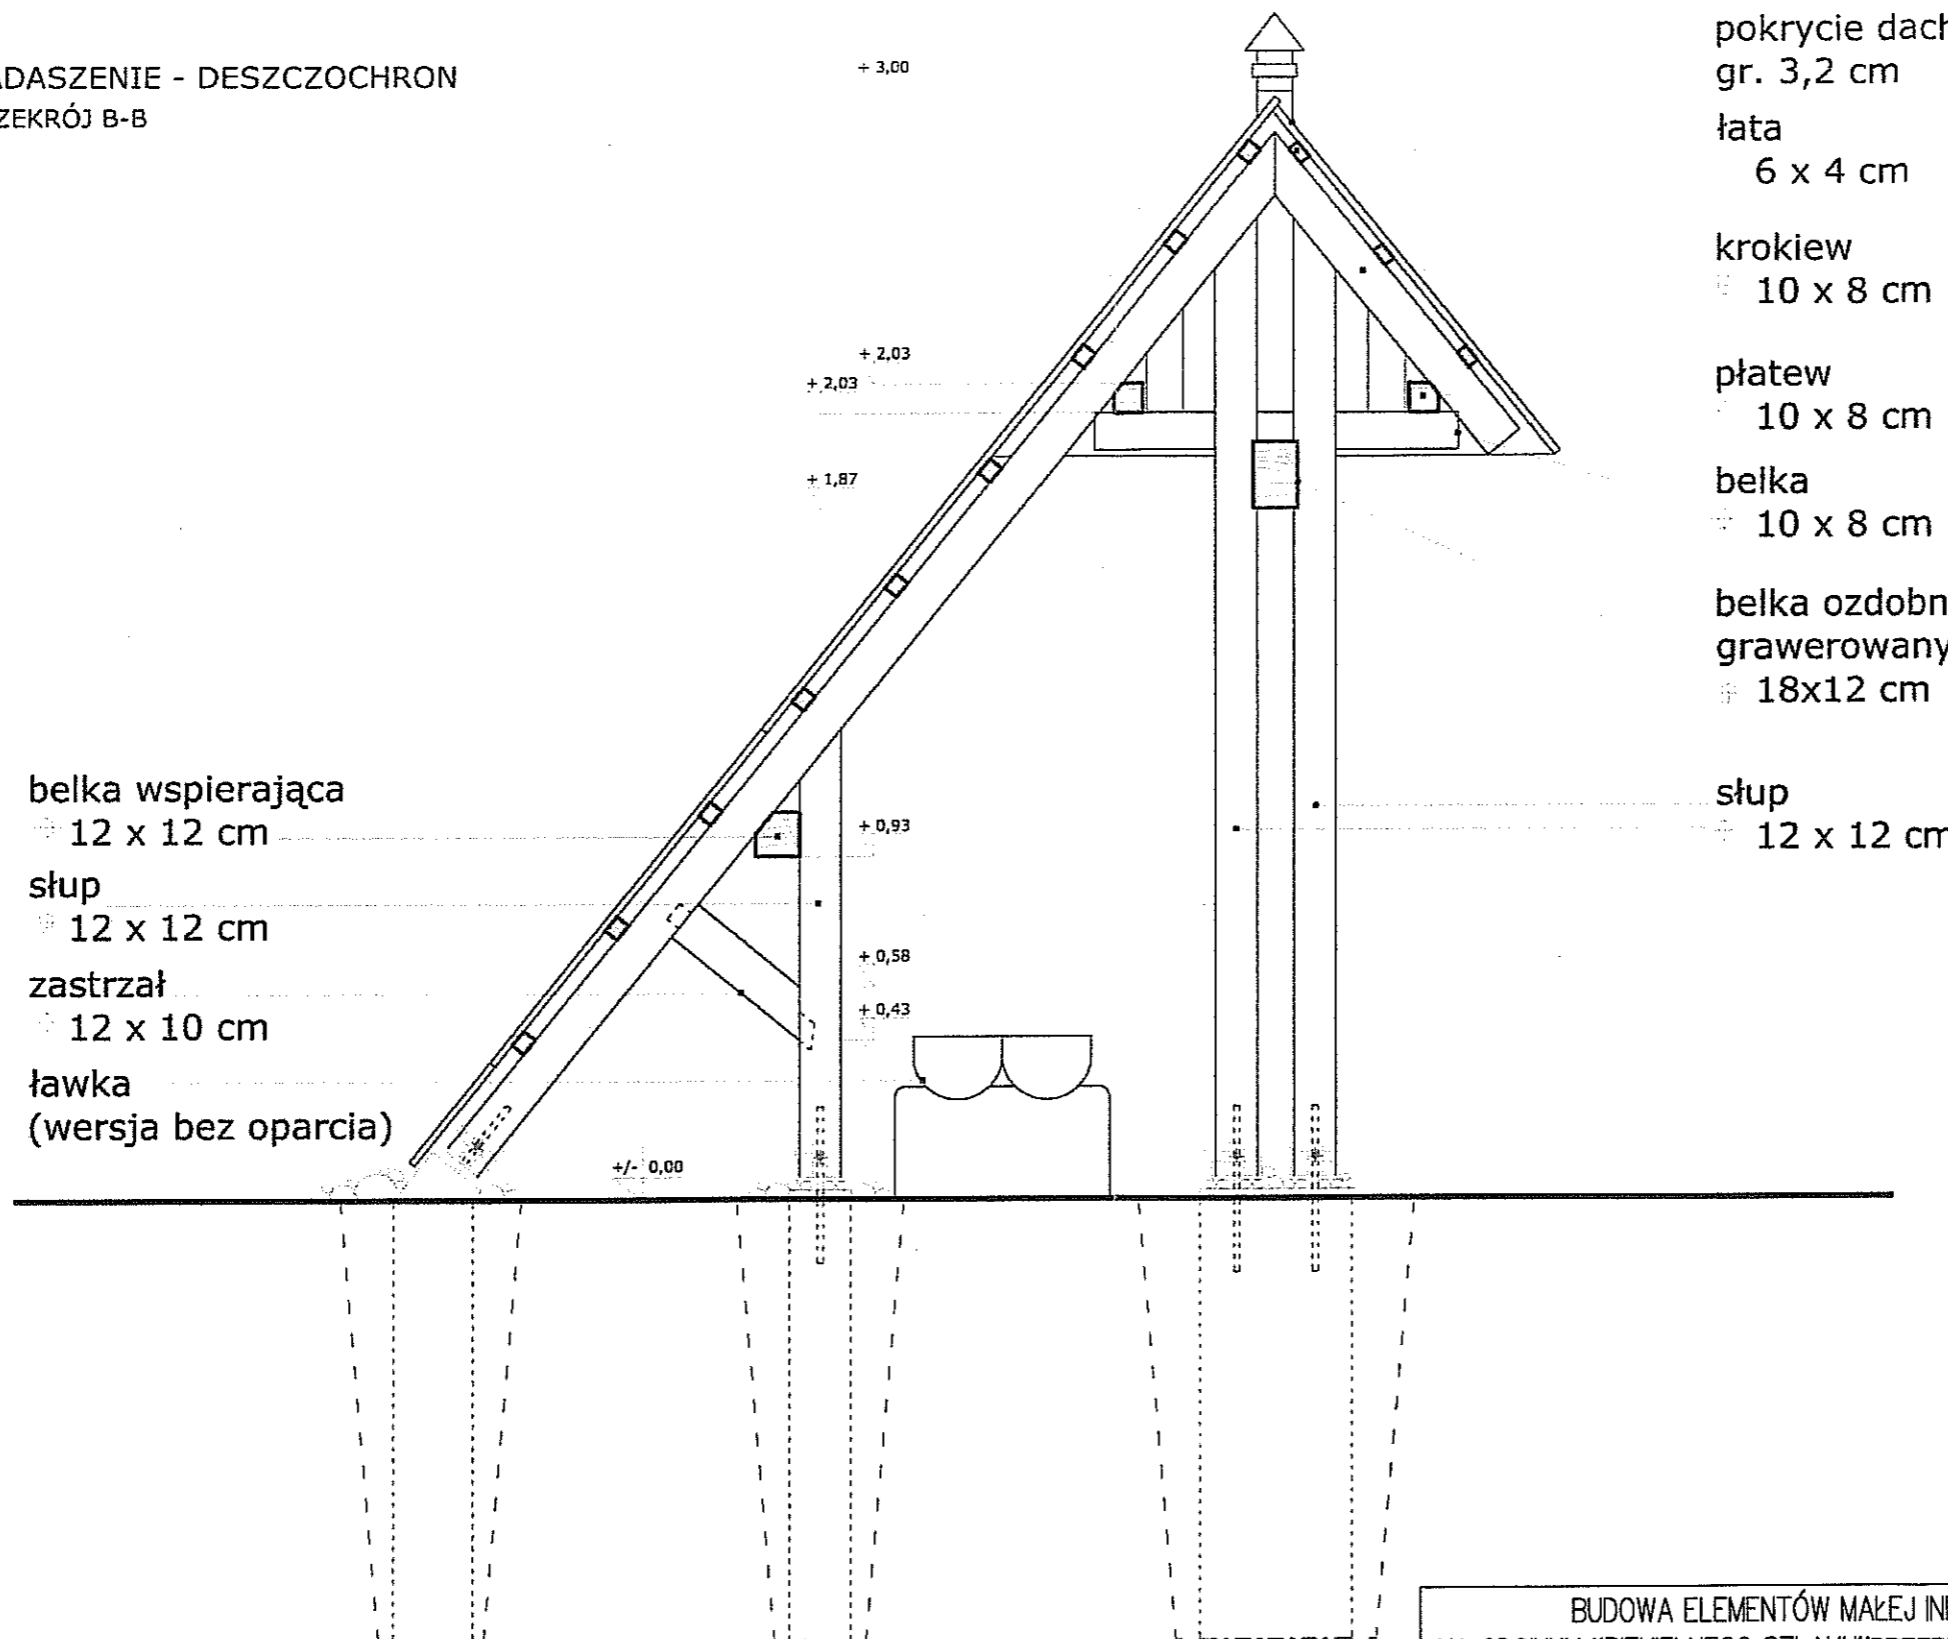 ADASZENIE - DESZCZOCHRON
ZEKRÓJ B-B
+ 3,00
+ 2,03
+ 2,03
+ 1,87
+ 0,93
+ 0,58
+ 0,43
+/- 0,00
belka wspierająca
12 x 12 cm
słup
12 x 12 cm
zastrzał
12 x 10 cm
ławka
(wersja bez oparcia)
pokrycie dach
gr. 3,2 cm
łata
6 x 4 cm
krokiew
10 x 8 cm
płatew
10 x 8 cm
belka
10 x 8 cm
belka ozdobn
grawerowany
18x12 cm
słup
12 x 12 cm
BUDOWA ELEMENTÓW MAŁEJ IN